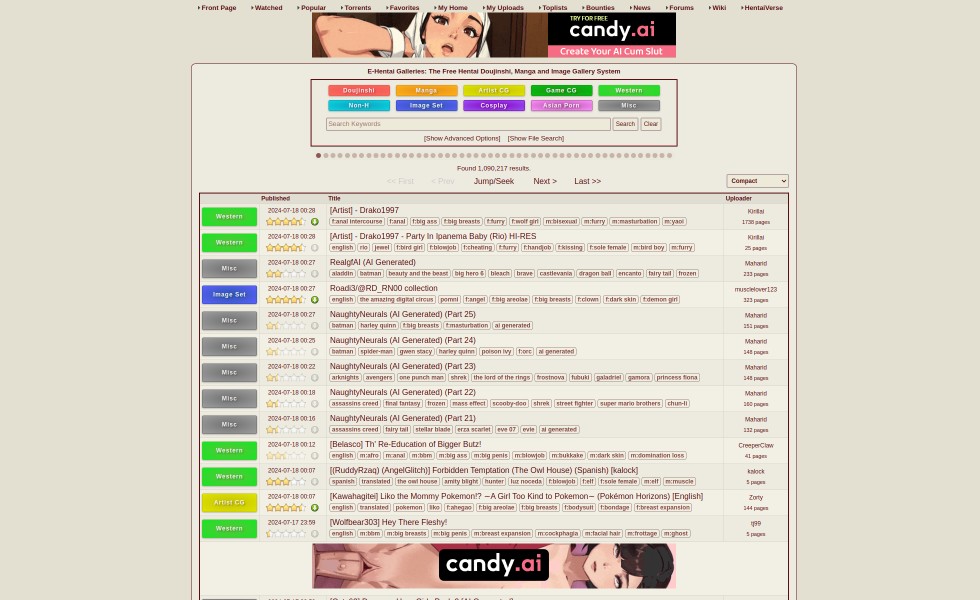 Front Page Watched Popular Torrents Favorites My Home My Uploads Toplists Bounties News Forums Wiki HentaiVerse
TRY FOR FREE
candy.ai
Create Your AI Cum Slut
E-Hentai Galleries: The Free Hentai Doujinshi, Manga and Image Gallery System
Doujinshi Manga Artist CG Game CG Western
Non-H Image Set Cosplay Asian Porn Misc
Search Keywords Search Clear
[Show Advanced Options] [Show File Search]
Found 1,090,217 results.
<< First < Prev Jump/Seek Next > Last >> Compact
Published Title Uploader
Western 2024-07-18 00:28 [Artist] - Drako1997 Kirillai
f:anal intercourse f:anal f:big ass f:big breasts f:furry f:wolf girl m:bisexual m:furry m:masturbation m:yaoi 1738 pages
Western 2024-07-18 00:28 [Artist] - Drako1997 - Party In Ipanema Baby (Rio) HI-RES Kirillai
english rio jewel f:bird girl f:blowjob f:cheating f:furry f:handjob f:kissing f:sole female m:bird boy m:furry 25 pages
Misc 2024-07-18 00:27 RealgfAI (AI Generated) Maharid
aladdin batman beauty and the beast big hero 6 bleach brave castlevania dragon ball encanto fairy tail frozen 233 pages
Image Set 2024-07-18 00:27 Roadi3/@RD_RN00 collection musclelover123
english the amazing digital circus pomni f:angel f:big areolae f:big breasts f:clown f:dark skin f:demon girl 323 pages
Misc 2024-07-18 00:27 NaughtyNeurals (AI Generated) (Part 25) Maharid
batman harley quinn f:big breasts f:masturbation ai generated 151 pages
Misc 2024-07-18 00:25 NaughtyNeurals (AI Generated) (Part 24) Maharid
batman spider-man gwen stacy harley quinn poison ivy f:orc ai generated 148 pages
Misc 2024-07-18 00:22 NaughtyNeurals (AI Generated) (Part 23) Maharid
arknights avengers one punch man shrek the lord of the rings frostnova fubuki galadriel gamora princess fiona 148 pages
Misc 2024-07-18 00:18 NaughtyNeurals (AI Generated) (Part 22) Maharid
assassins creed final fantasy frozen mass effect scooby-doo shrek street fighter super mario brothers chun-li 160 pages
Misc 2024-07-18 00:16 NaughtyNeurals (AI Generated) (Part 21) Maharid
assassins creed fairy tail stellar blade erza scarlet eve 07 evie ai generated 132 pages
Western 2024-07-18 00:12 [Belasco] Th' Re-Education of Bigger Butz! CreeperClaw
english m:afro m:anal m:bbm m:big ass m:big penis m:blowjob m:bukkake m:dark skin m:domination loss 41 pages
Western 2024-07-18 00:07 [(RuddyRzaq) (AngelGlitch)] Forbidden Temptation (The Owl House) (Spanish) [kalock] kalock
spanish translated the owl house amity blight hunter luz noceda f:blowjob f:elf f:sole female m:elf m:muscle 5 pages
Artist CG 2024-07-18 00:07 [Kawahagitei] Like the Mommy Pokemon!? ~A Girl Too Kind to Pokemon~ (Pokémon Horizons) [English] Zorty
english translated pokemon liko f:ahegao f:big areolae f:big breasts f:bodysuit f:bondage f:breast expansion 144 pages
Western 2024-07-17 23:59 [Wolfbear303] Hey There Fleshy! tj99
english m:bbm m:big breasts m:big penis m:breast expansion m:cockphagia m:facial hair m:frottage m:ghost 5 pages
candy.ai